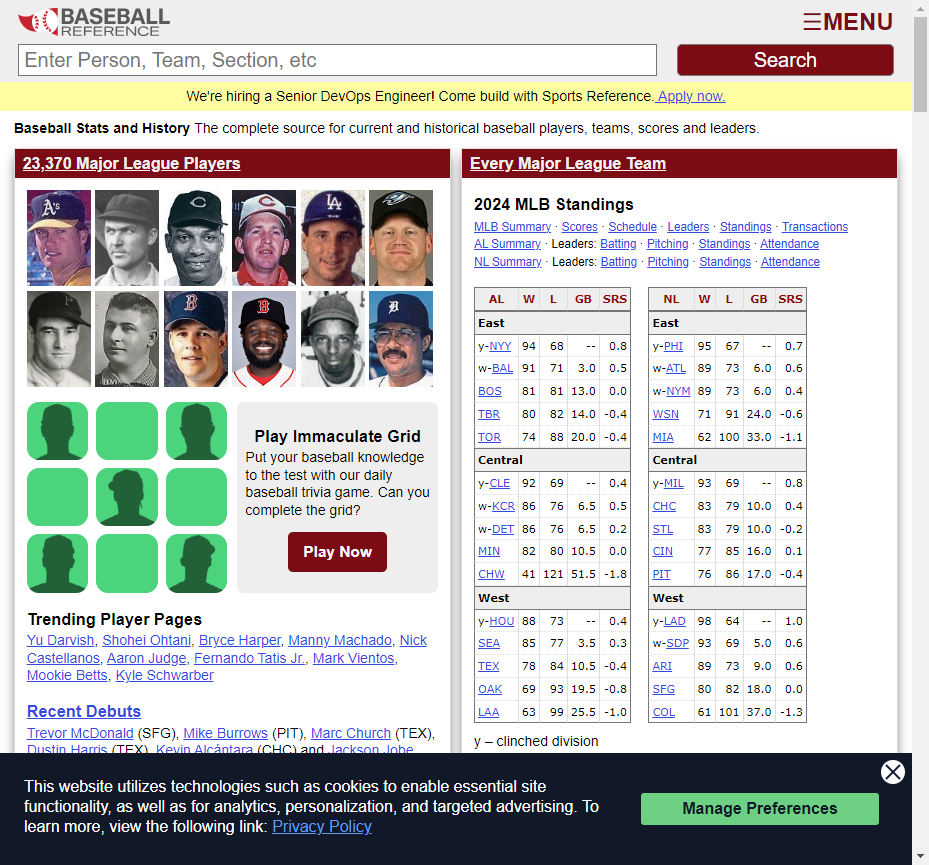 BASEBALL
REFERENCE
☰MENU
Enter Person, Team, Section, etc
Search
We're hiring a Senior DevOps Engineer! Come build with Sports Reference. Apply now.
Baseball Stats and History The complete source for current and historical baseball players, teams, scores and leaders.
23,370 Major League Players
Play Immaculate Grid
Put your baseball knowledge
to the test with our daily
baseball trivia game. Can you
complete the grid?
Play Now
Trending Player Pages
Yu Darvish, Shohei Ohtani, Bryce Harper, Manny Machado, Nick
Castellanos, Aaron Judge, Fernando Tatis Jr., Mark Vientos,
Mookie Betts, Kyle Schwarber
Recent Debuts
Trevor McDonald (SFG), Mike Burrows (PIT), Marc Church (TEX),
Dustin Harris (TEX), Kevin Alcántara (CHC) and Jackson Jobe
Every Major League Team
2024 MLB Standings
MLB Summary · Scores · Schedule · Leaders · Standings · Transactions
AL Summary · Leaders: Batting · Pitching · Standings · Attendance
NL Summary · Leaders: Batting · Pitching · Standings · Attendance
AL W L GB SRS
East
y-NYY 94 68 -- 0.8
w-BAL 91 71 3.0 0.5
BOS 81 81 13.0 0.0
TBR 80 82 14.0 -0.4
TOR 74 88 20.0 -0.4
Central
y-CLE 92 69 -- 0.4
w-KCR 86 76 6.5 0.5
w-DET 86 76 6.5 0.2
MIN 82 80 10.5 0.0
CHW 41 121 51.5 -1.8
West
y-HOU 88 73 -- 0.4
SEA 85 77 3.5 0.3
TEX 78 84 10.5 -0.4
OAK 69 93 19.5 -0.8
LAA 63 99 25.5 -1.0
NL W L GB SRS
East
y-PHI 95 67 -- 0.7
w-ATL 89 73 6.0 0.6
w-NYM 89 73 6.0 0.4
WSN 71 91 24.0 -0.6
MIA 62 100 33.0 -1.1
Central
y-MIL 93 69 -- 0.8
CHC 83 79 10.0 0.4
STL 83 79 10.0 -0.2
CIN 77 85 16.0 0.1
PIT 76 86 17.0 -0.4
West
y-LAD 98 64 -- 1.0
w-SDP 93 69 5.0 0.6
ARI 89 73 9.0 0.6
SFG 80 82 18.0 0.0
COL 61 101 37.0 -1.3
y – clinched division
This website utilizes technologies such as cookies to enable essential site
functionality, as well as for analytics, personalization, and targeted advertising. To
learn more, view the following link: Privacy Policy
Manage Preferences